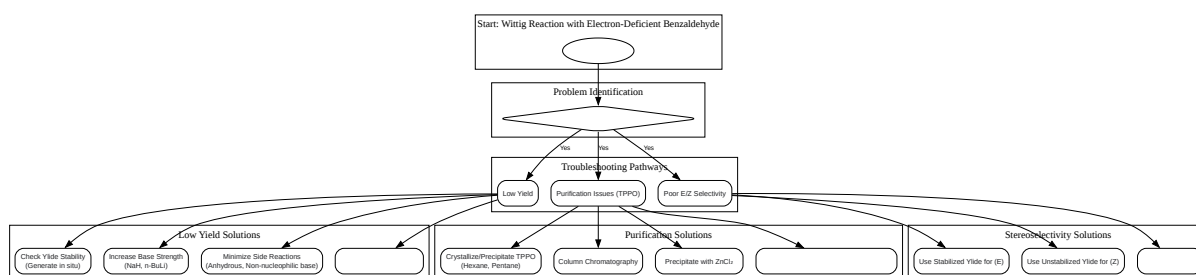 Start: Wittig Reaction with Electron-Deficient Benzaldehyde
Problem Identification
Yes
Yes
Yes
Troubleshooting Pathways
Low Yield
Purification Issues (TPPO)
Poor E/Z Selectivity
Low Yield Solutions
Purification Solutions
Stereoselectivity Solutions
Check Ylide Stability
(Generate in situ)
Increase Base Strength
(NaH, n-BuLi)
Minimize Side Reactions
(Anhydrous, Non-nucleophilic base)
Crystallize/Precipitate TPPO
(Hexane, Pentane)
Column Chromatography
Precipitate with ZnCl₂
Use Stabilized Ylide for (E)
Use Unstabilized Ylide for (Z)